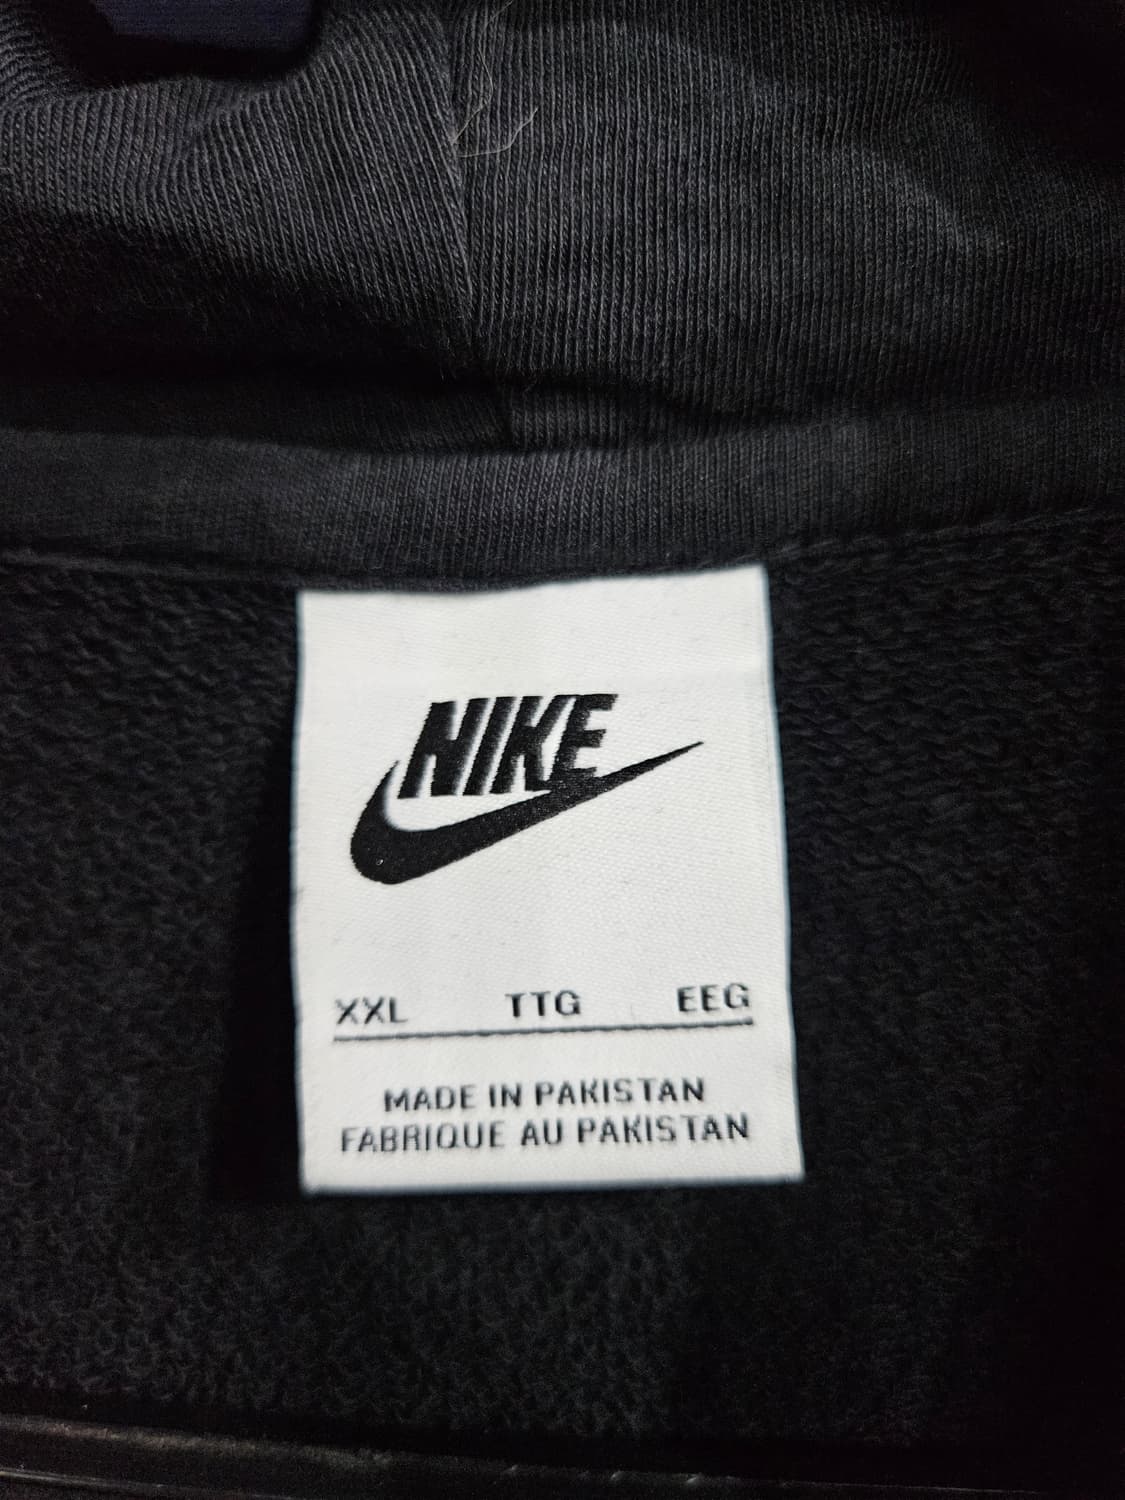 NIKE
XXL TTG EEG
MADE IN PAKISTAN
FABRIQUE AU PAKISTAN